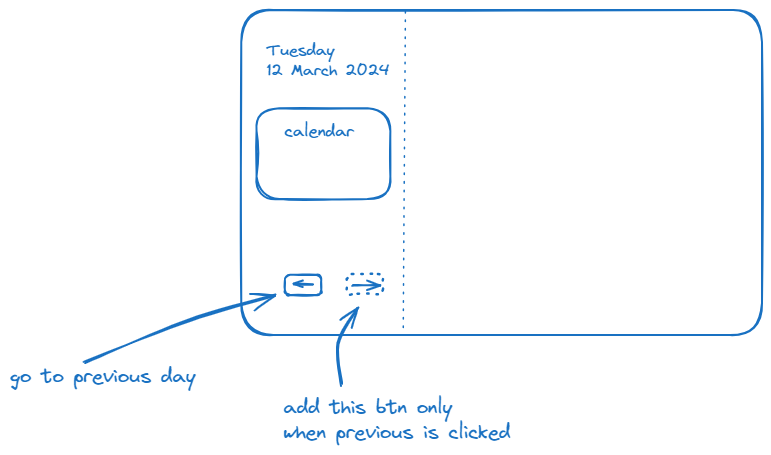 Tuesday
12 March 2024
calendar
go to previous day
add this btn only
when previous is clicked